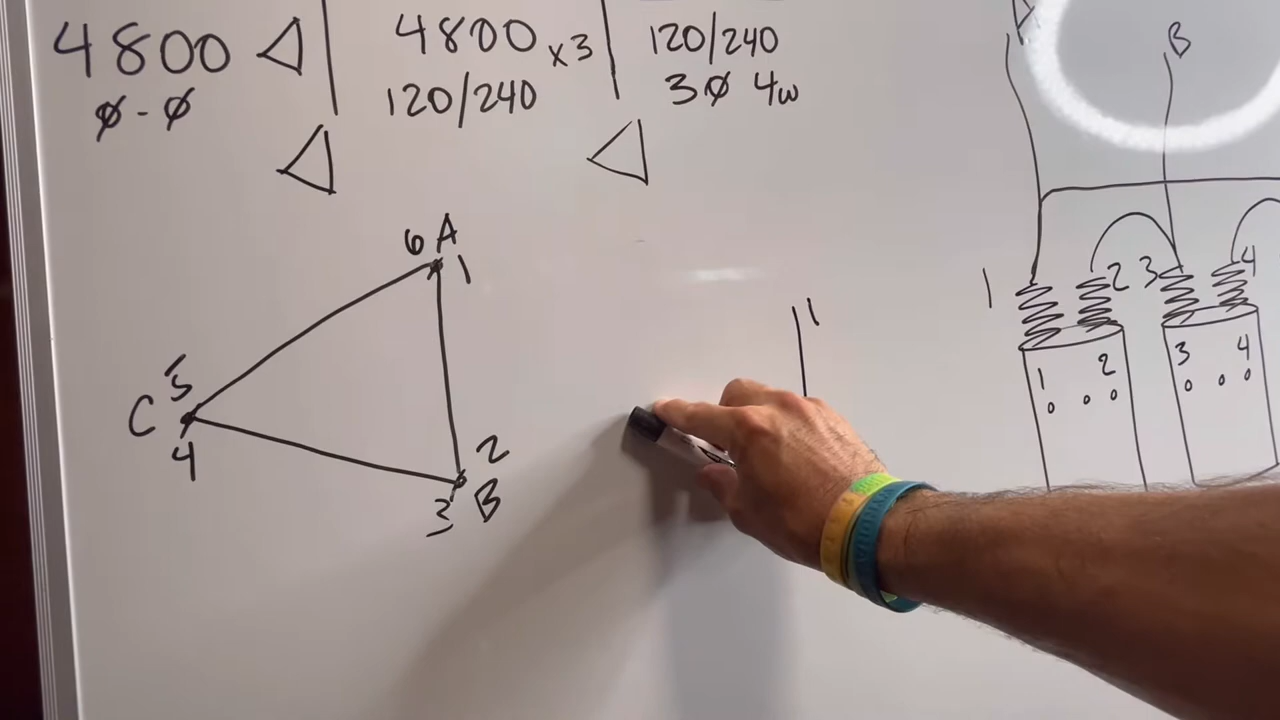 4800 △
Ø-Ø
4800 x3
120/240
120/240
3Ø 4w
△
△
6 A
1
5
C
4
2
3 B
1
A
B
1
2 3
4
1 2
3 4